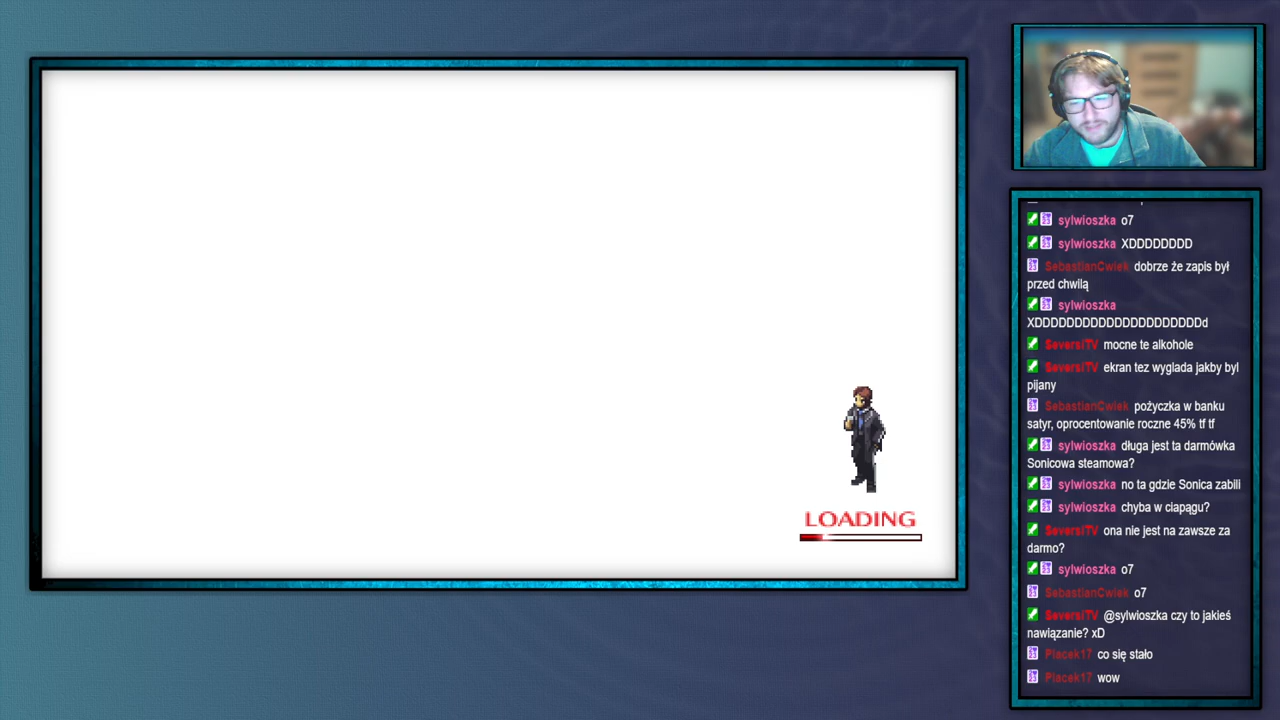 LOADING
sylwioszka o7
sylwioszka XDDDDDDDD
SebastianCwiek dobrze że zapis był
przed chwilą
sylwioszka
XDDDDDDDDDDDDDDDDDDDDDd
SeversITV mocne te alkohole
SeversITV ekran tez wyglada jakby byl
pijany
SebastianCwiek pożyczka w banku
satyr, oprocentowanie roczne 45% tf tf
sylwioszka długa jest ta darmówka
Sonicowa steamowa?
sylwioszka no ta gdzie Sonica zabili
sylwioszka chyba w ciapągu?
SeversITV ona nie jest na zawsze za
darmo?
sylwioszka o7
SebastianCwiek o7
SeversITV @sylwioszka czy to jakieś
nawiązanie? xD
Placek17 co się stało
Placek17 wow